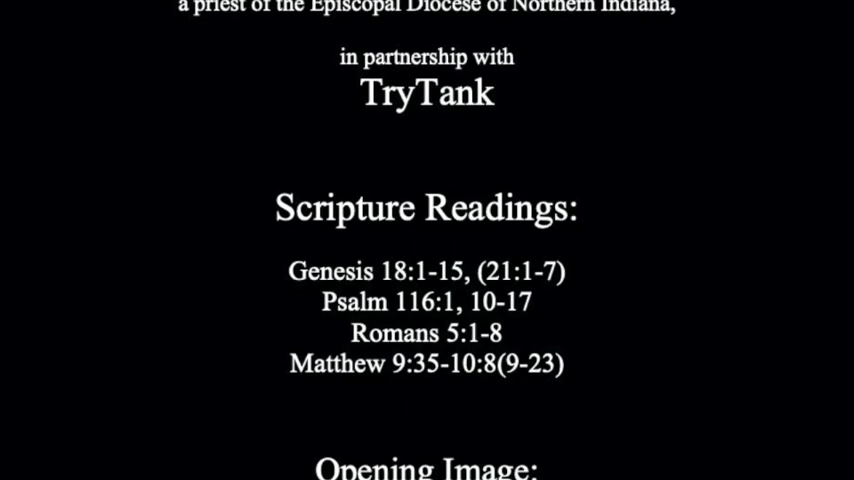 a priest of the Episcopal Diocese of Northern Indiana,
in partnership with
TryTank
Scripture Readings:
Genesis 18:1-15, (21:1-7)
Psalm 116:1, 10-17
Romans 5:1-8
Matthew 9:35-10:8(9-23)
Opening Image: